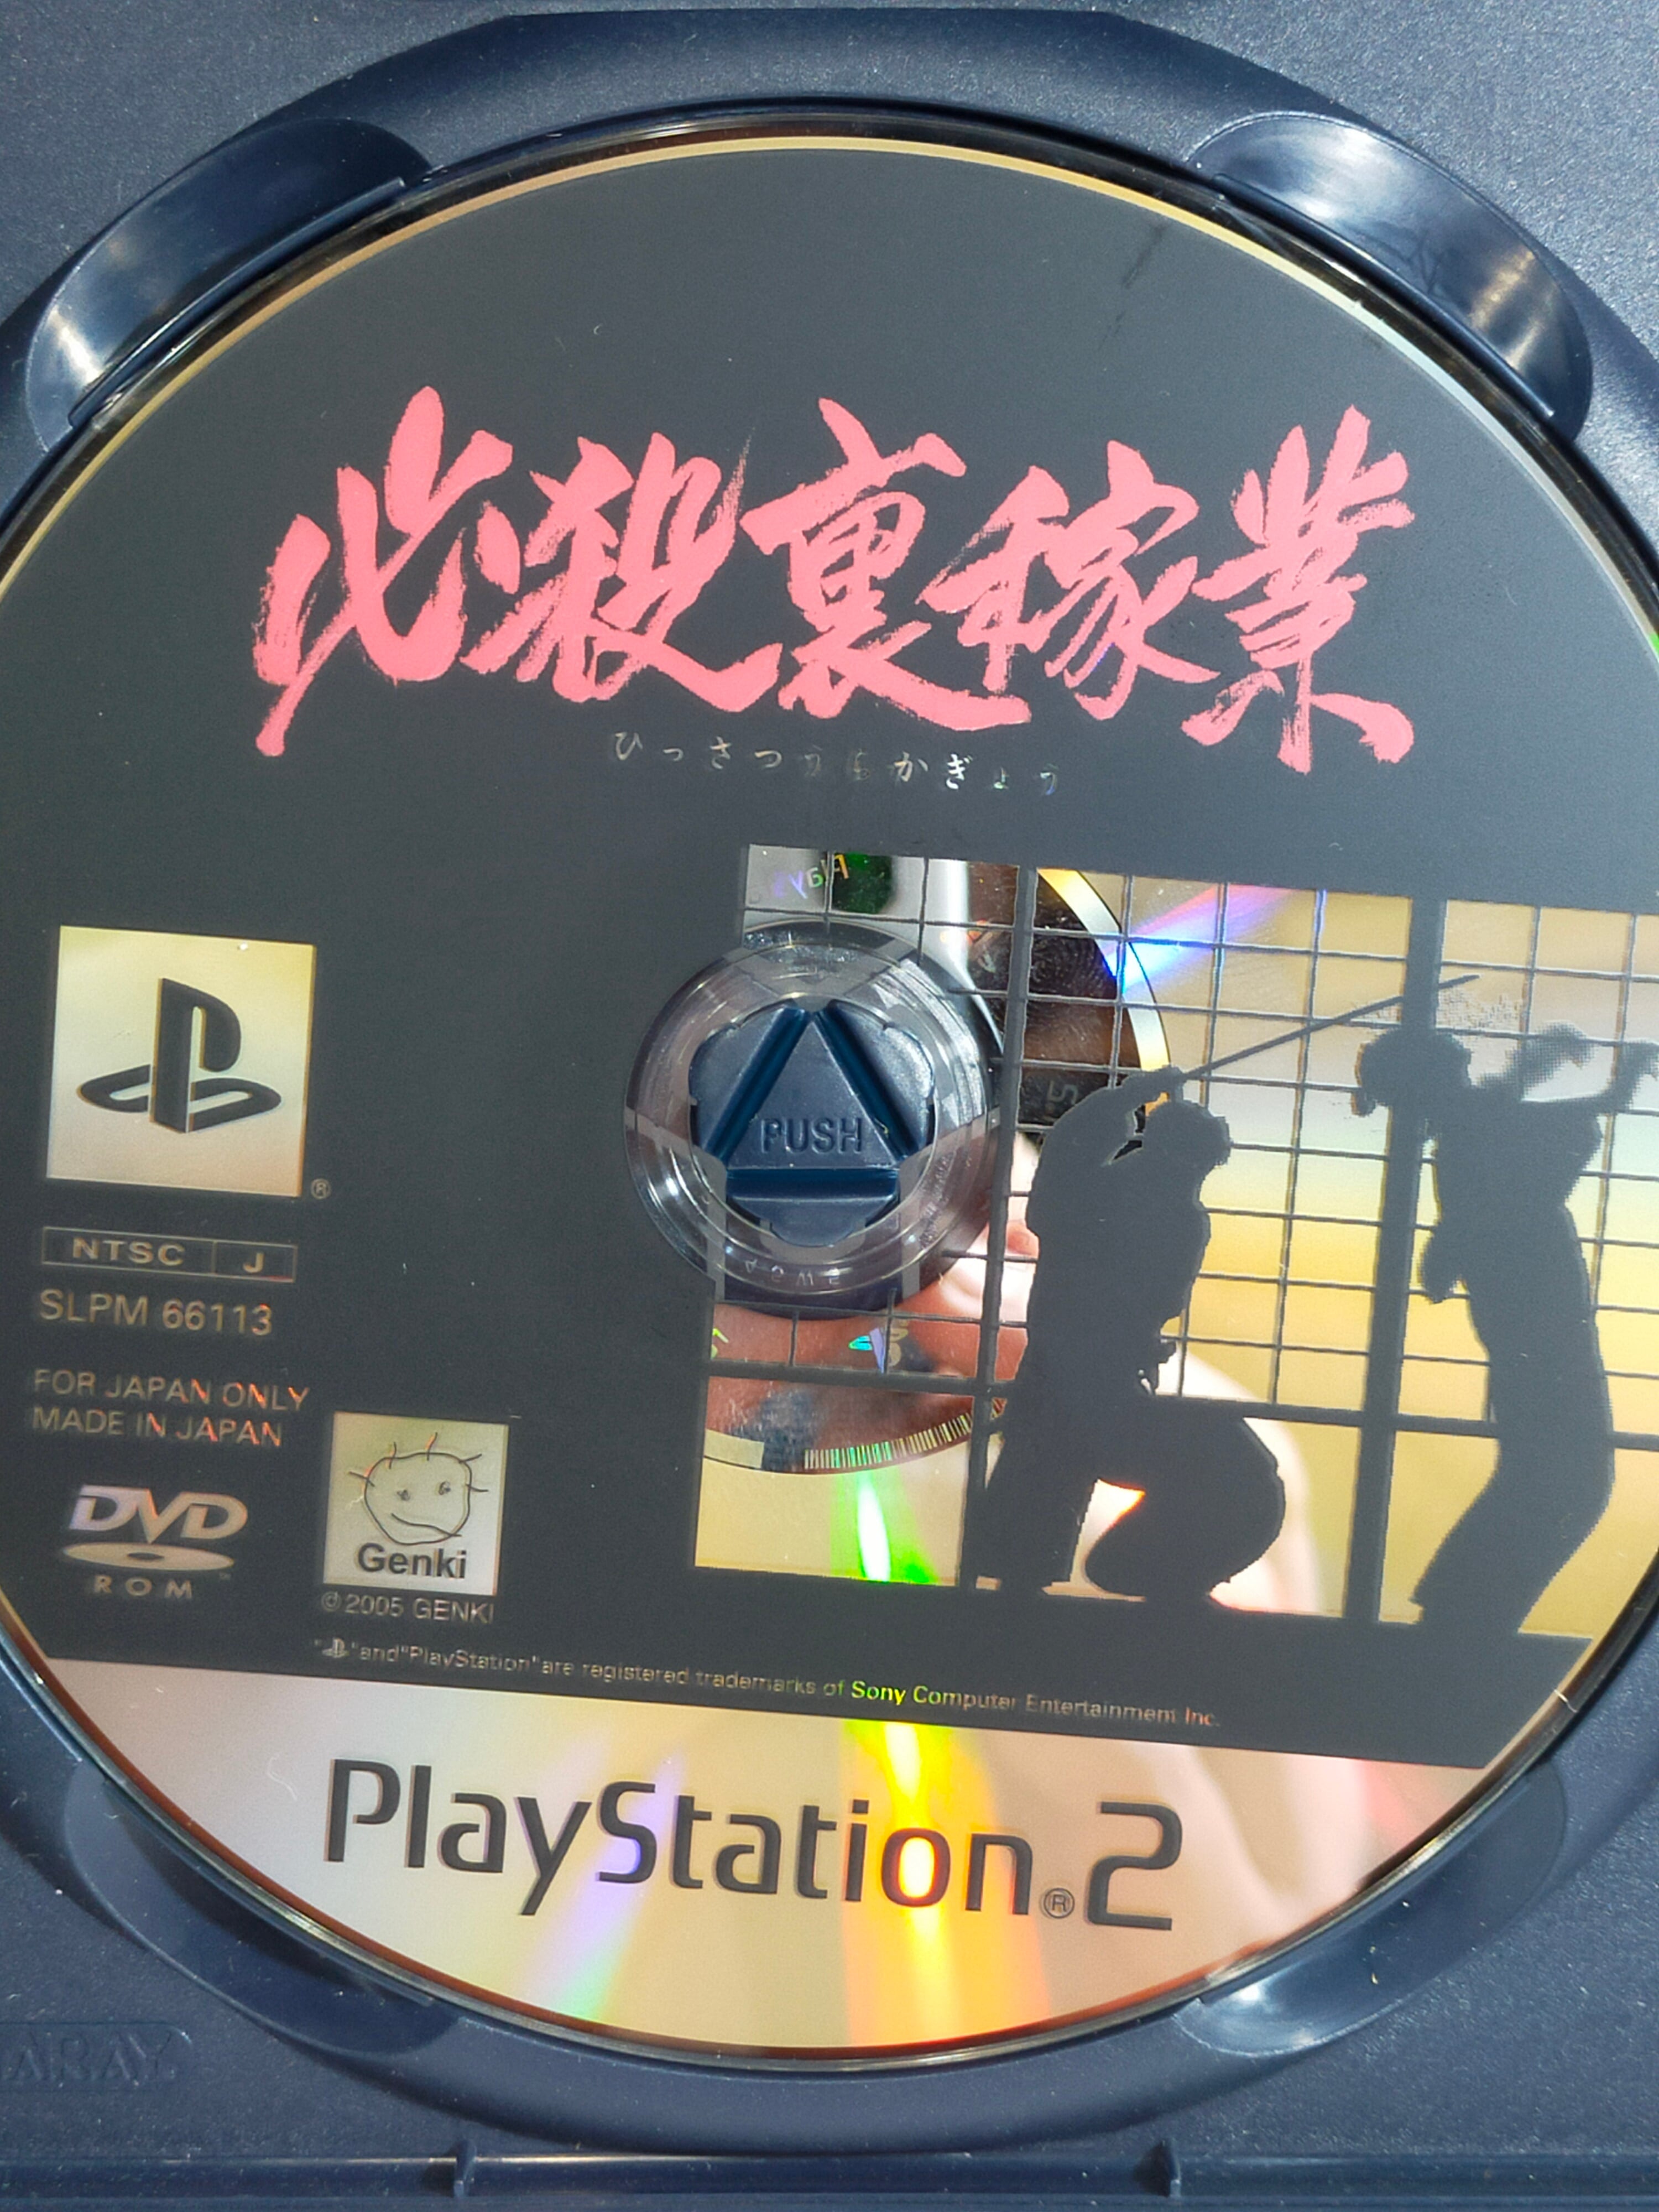 必殺裏稼業
ひっさつうらかぎょう
PUSH
®
NTSC J
SLPM 66113
FOR JAPAN ONLY
MADE IN JAPAN
DVD
ROM
™
Genki
©2005 GENKI
" "and"PlayStation"are registered trademarks of Sony Computer Entertainment Inc.
PlayStation®2
ARAY